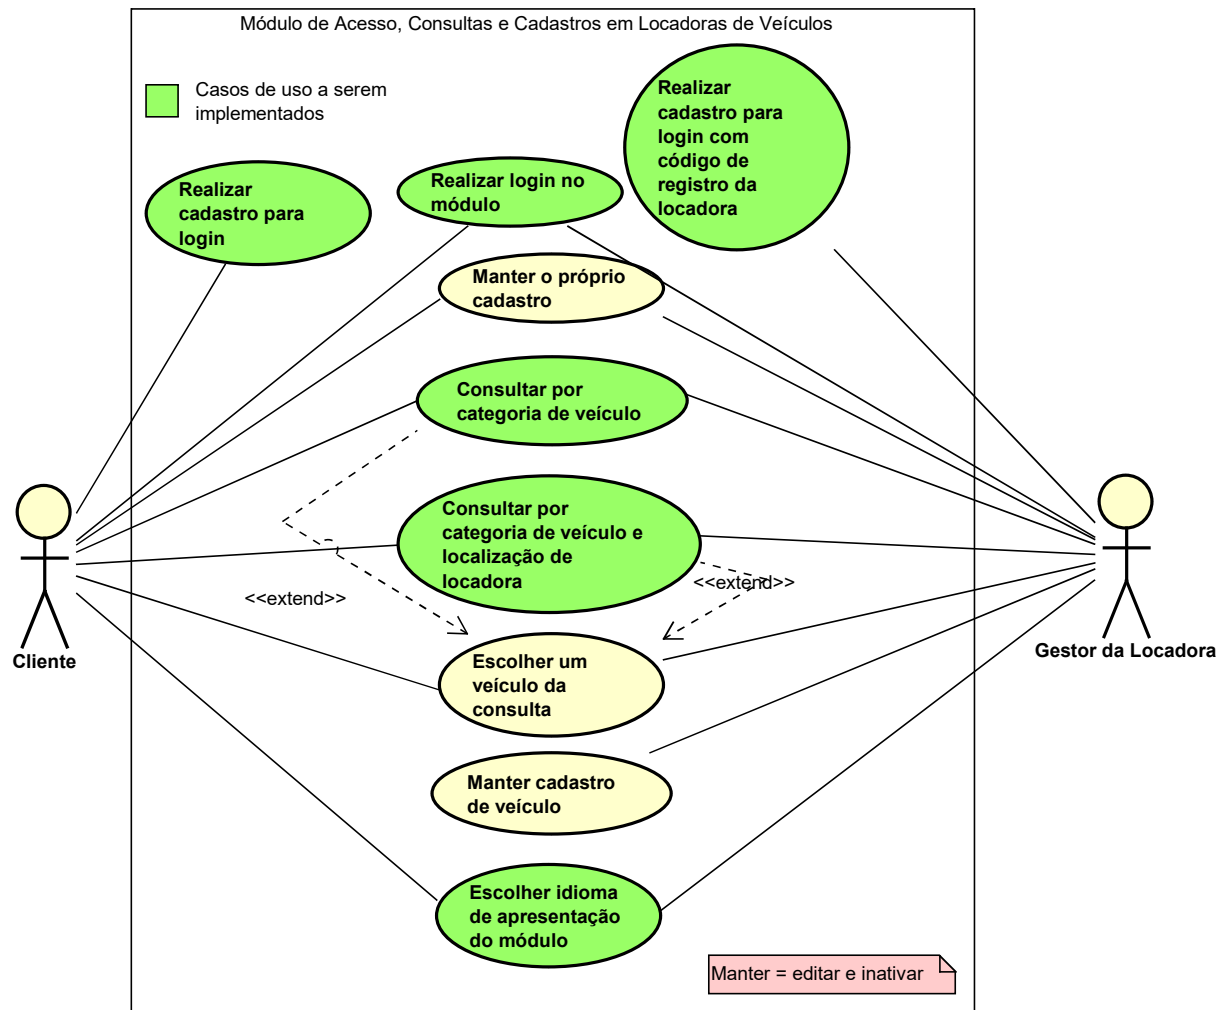 Módulo de Acesso, Consultas e Cadastros em Locadoras de Veículos
Casos de uso a serem
implementados
Realizar
cadastro para
login com
código de
registro da
locadora
Realizar login no
módulo
Realizar
cadastro para
login
Manter o próprio
cadastro
Consultar por
categoria de veículo
Consultar por
categoria de veículo e
localização de
locadora
<<extend>>
<<extend>>
Cliente
Gestor da Locadora
Escolher um
veículo da
consulta
Manter cadastro
de veículo
Escolher idioma
de apresentação
do módulo
Manter = editar e inativar